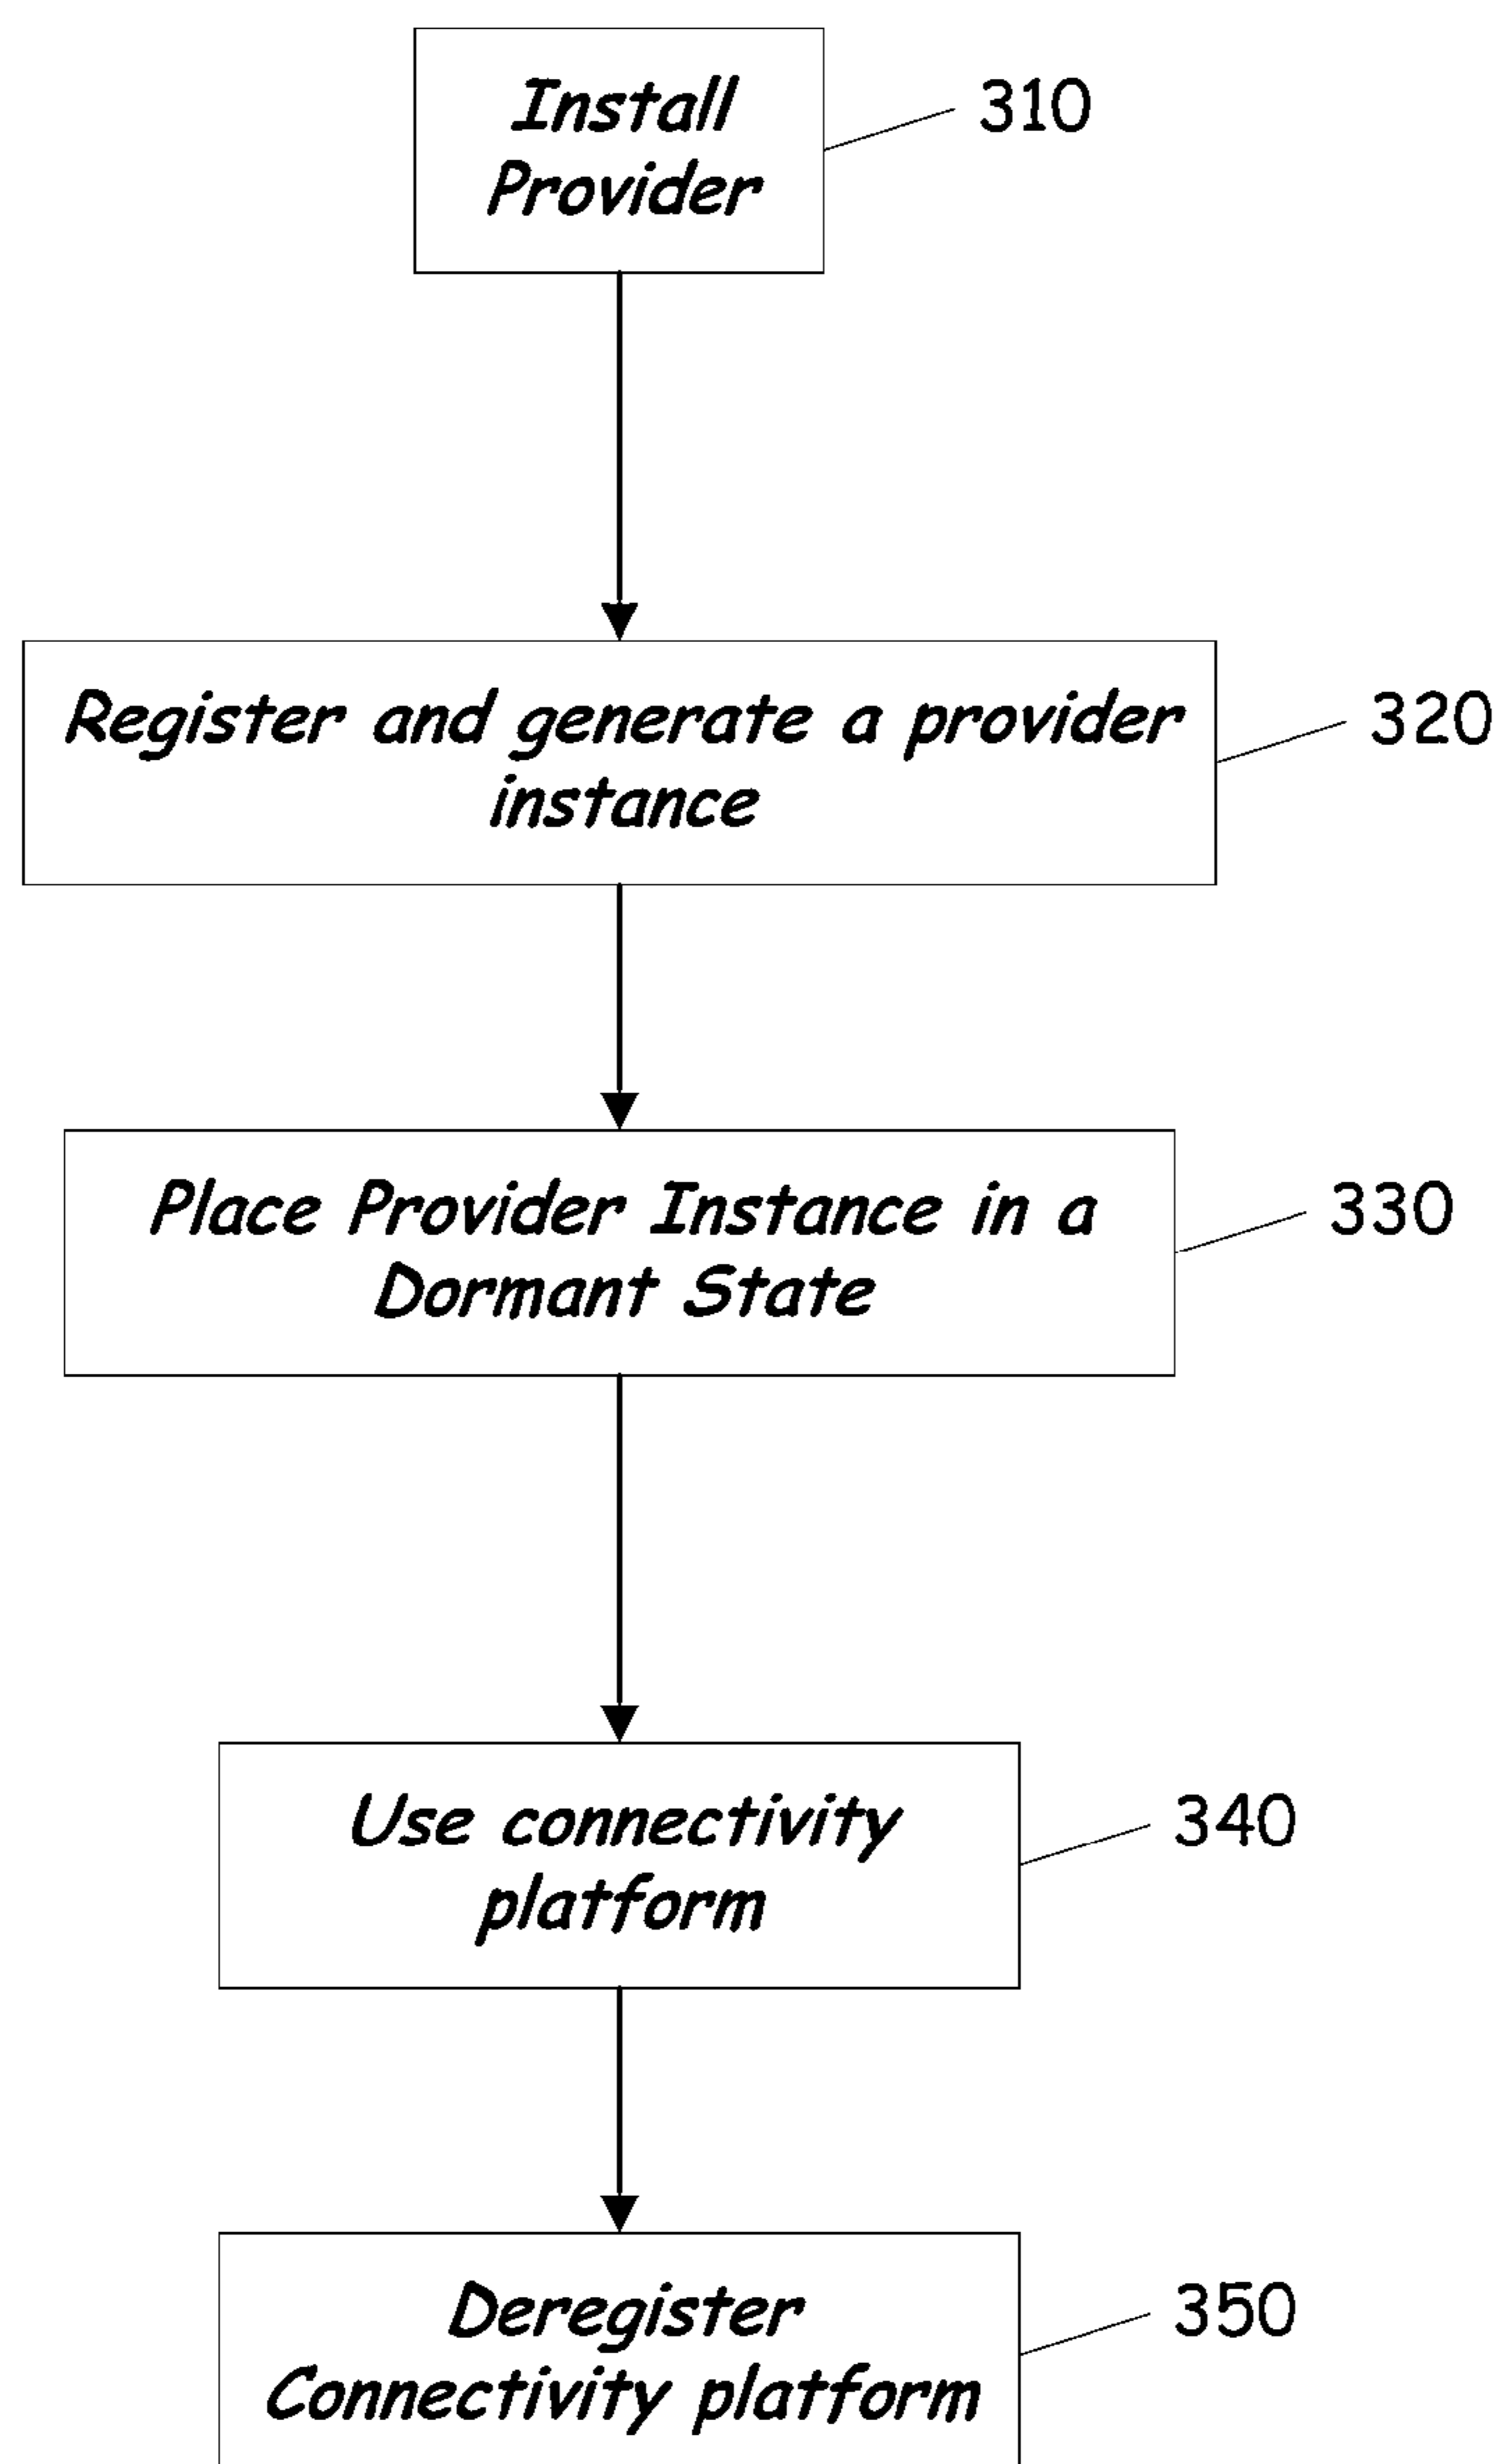 Install
Provider
310
Register and generate a provider
instance
320
Place Provider Instance in a
Dormant State
330
Use connectivity
platform
340
Deregister
Connectivity platform
350